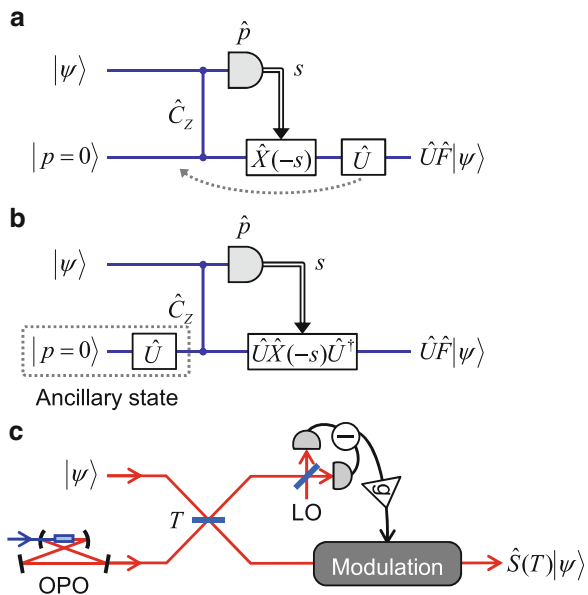 a
p̂
|ψ⟩
s
Ĉ_Z
|p=0⟩
X̂(−s)
Û
ÛF̂|ψ⟩
b
p̂
|ψ⟩
s
Ĉ_Z
|p=0⟩
Û
ÛX̂(−s)Û†
ÛF̂|ψ⟩
Ancillary state
c
|ψ⟩
−
g
T
LO
OPO
Modulation
Ŝ(T)|ψ⟩